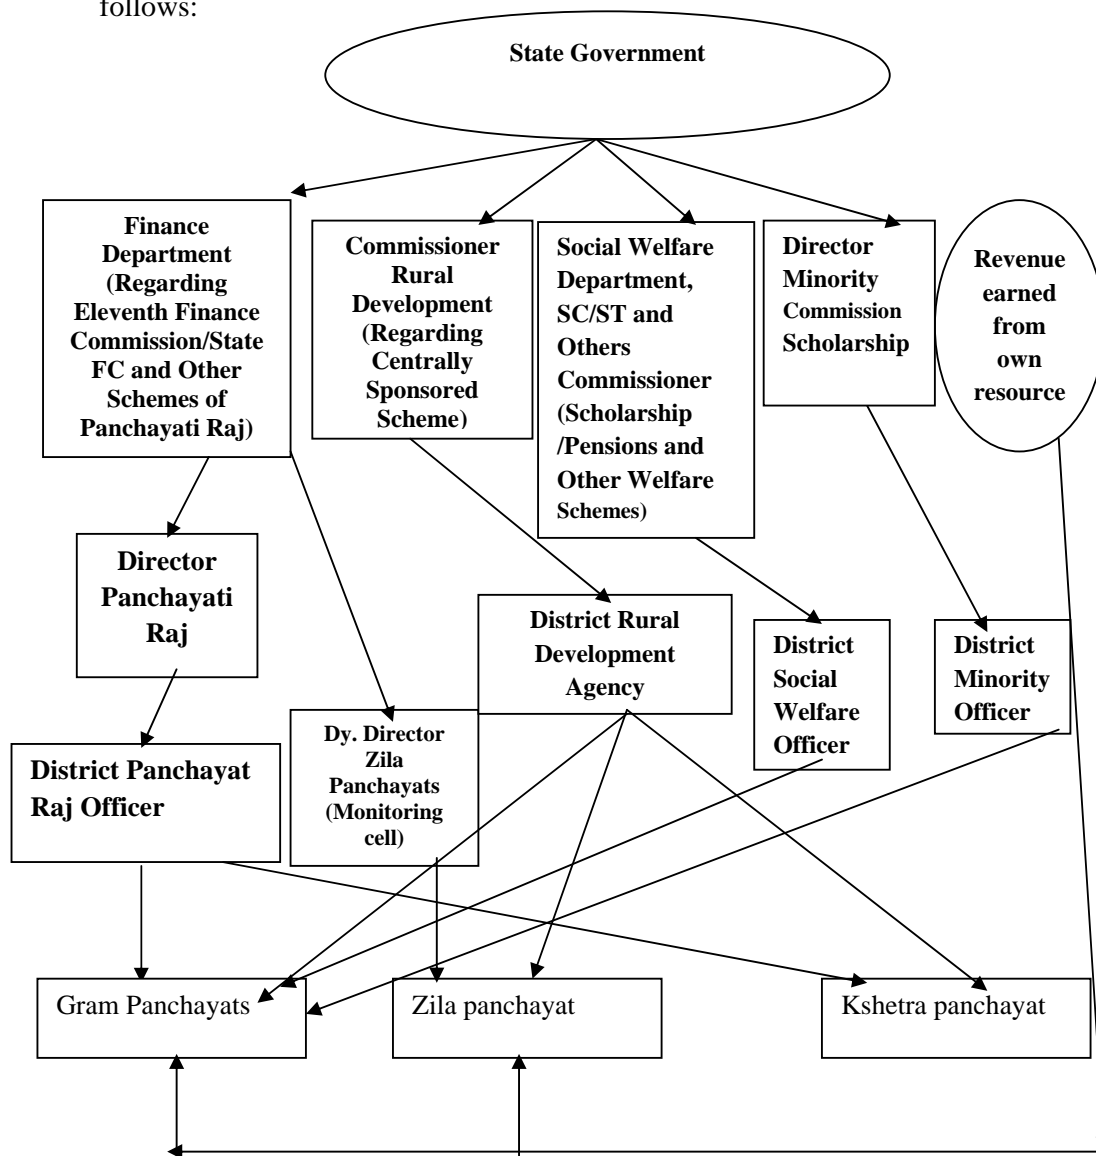 follows:
State Government
Finance
Department
(Regarding
Eleventh Finance
Commission/State
FC and Other
Schemes of
Panchayati Raj)
Commissioner
Rural
Development
(Regarding
Centrally
Sponsored
Scheme)
Social Welfare
Department,
SC/ST and
Others
Commissioner
(Scholarship
/Pensions and
Other Welfare
Schemes)
Director
Minority
Commission
Scholarship
Revenue
earned
from
own
resource
Director
Panchayati
Raj
District Rural
Development
Agency
District
Social
Welfare
Officer
District
Minority
Officer
Dy. Director
Zila
Panchayats
(Monitoring
cell)
District Panchayat
Raj Officer
Gram Panchayats
Zila panchayat
Kshetra panchayat